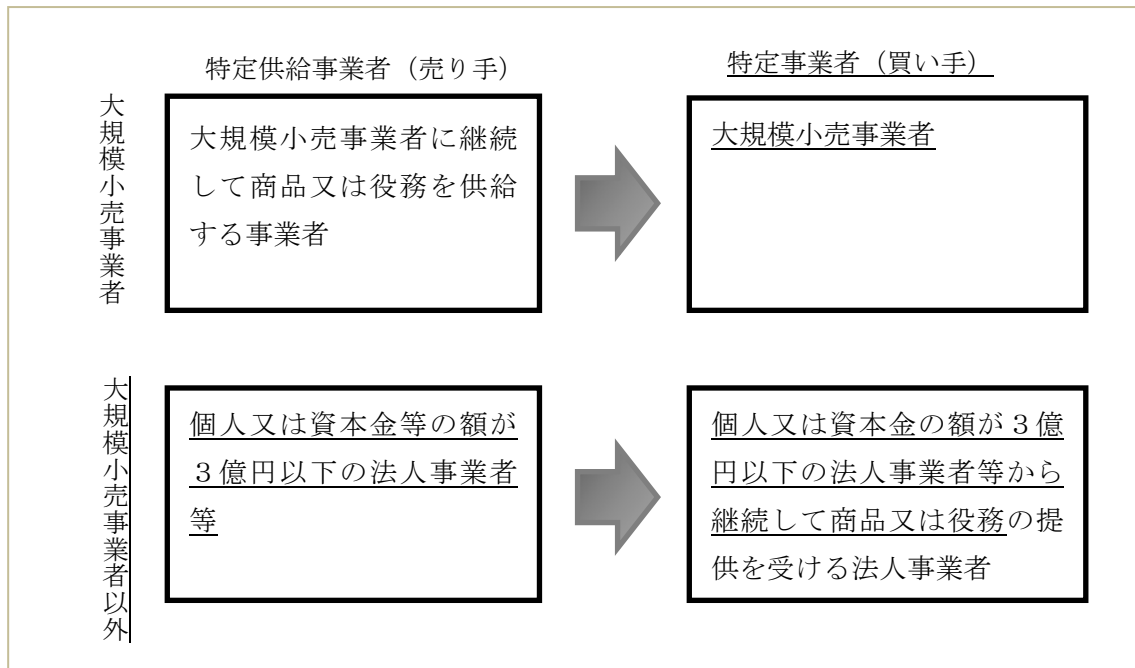 特定供給事業者（売り手）
特定事業者（買い手）
大規模小売事業者
大規模小売事業者に継続
して商品又は役務を供給
する事業者
大規模小売事業者
大規模小売事業者以外
個人又は資本金等の額が
３億円以下の法人事業者
等
個人又は資本金の額が３億
円以下の法人事業者等から
継続して商品又は役務の提
供を受ける法人事業者